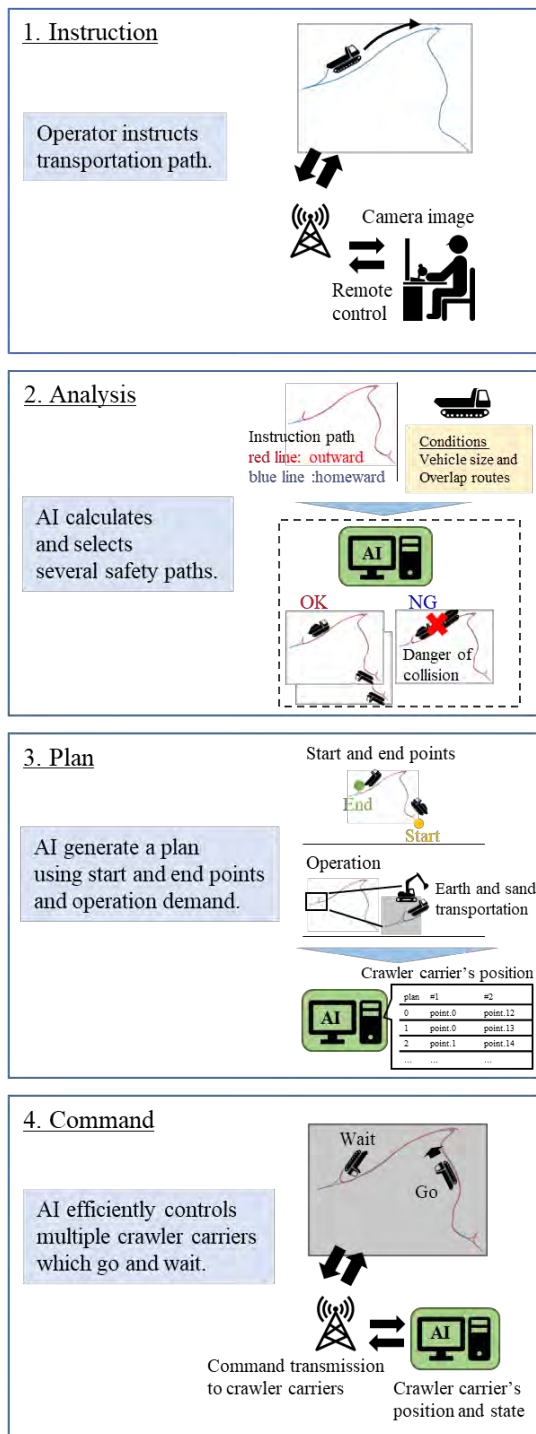 1. Instruction
Operator instructs
transportation path.
Camera image
Remote
control
2. Analysis
Instruction path
red line: outward
blue line :homeward
Conditions
Vehicle size and
Overlap routes
AI calculates
and selects
several safety paths.
AI
OK
NG
Danger of
collision
3. Plan
Start and end points
End
Start
AI generate a plan
using start and end points
and operation demand.
Operation
Earth and sand
transportation
Crawler carrier's position
AI
plan #1 #2
0 point.0 point.12
1 point.0 point.13
2 point.1 point.14
... ... ...
4. Command
Wait
Go
AI efficiently controls
multiple crawler carriers
which go and wait.
AI
Command transmission
to crawler carriers
Crawler carrier's
position and state